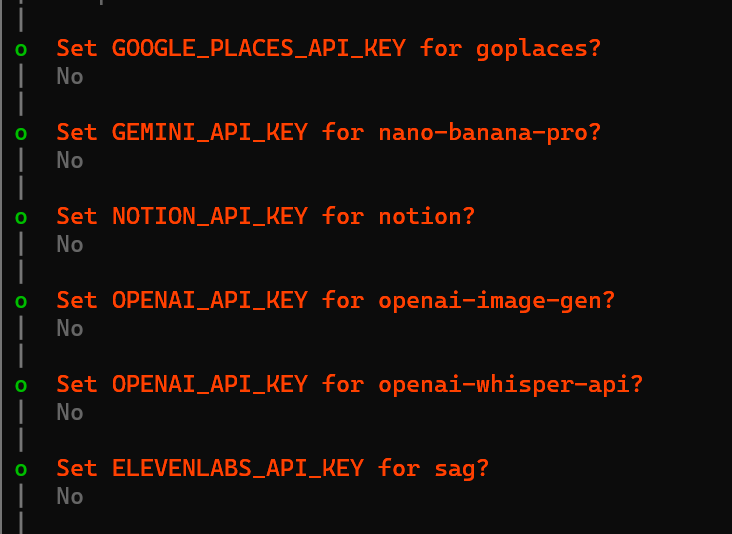 Set GOOGLE_PLACES_API_KEY for goplaces?
No
Set GEMINI_API_KEY for nano-banana-pro?
No
Set NOTION_API_KEY for notion?
No
Set OPENAI_API_KEY for openai-image-gen?
No
Set OPENAI_API_KEY for openai-whisper-api?
No
Set ELEVENLABS_API_KEY for sag?
No